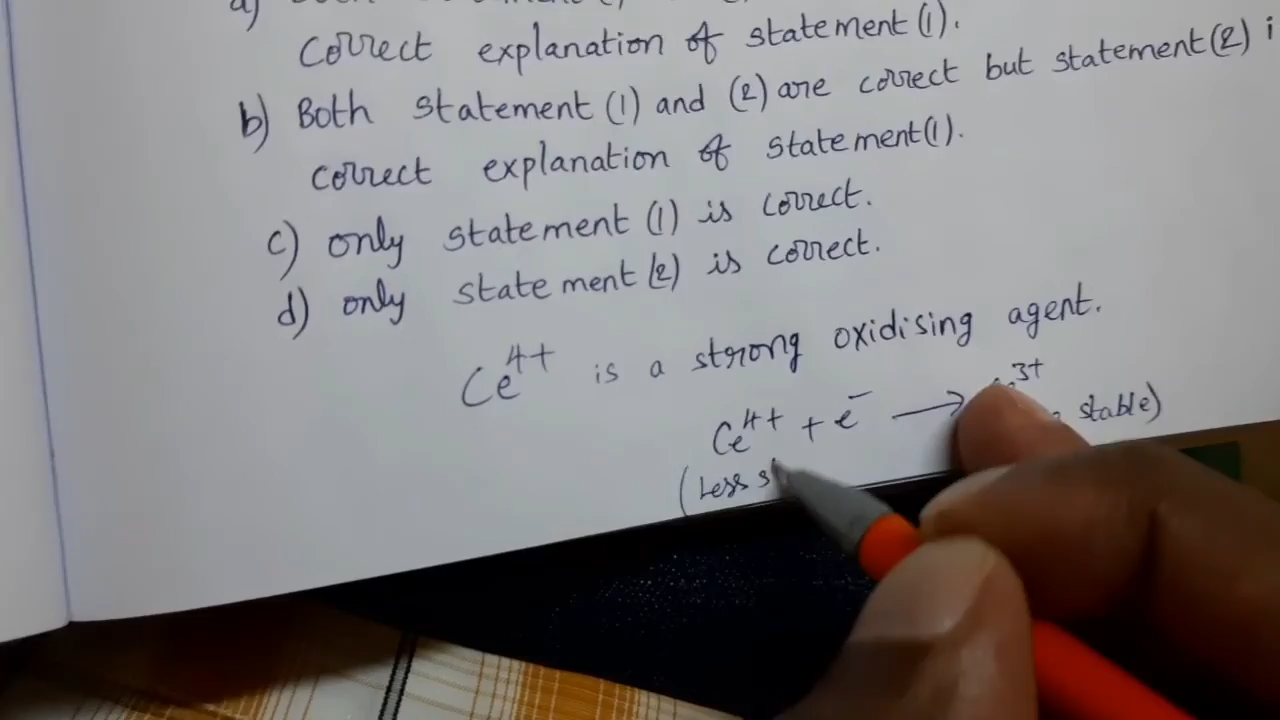 a)
correct explanation of statement (1).
b) Both statement (1) and (2) are correct but statement (2) i
correct explanation of statement (1).
c) only statement (1) is correct.
d) only statement (2) is correct.
Ce4+ is a strong oxidising agent.
Ce4+ + e- → 3+
(Less stable)